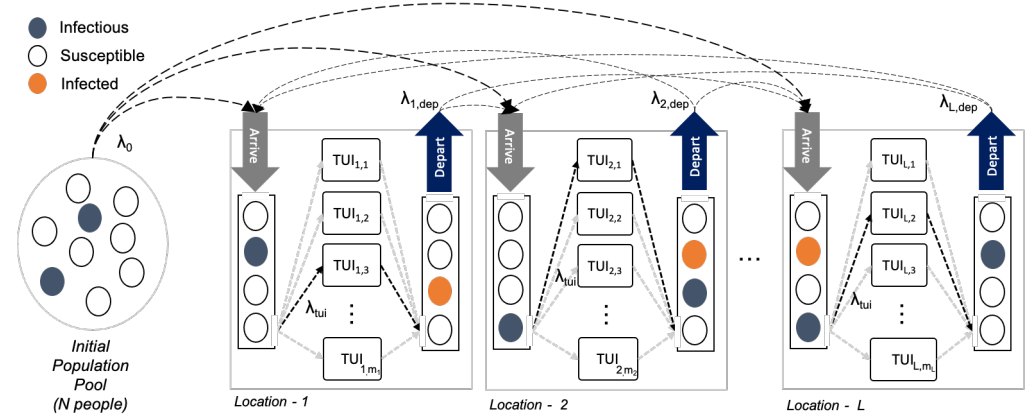 Infectious
Susceptible
Infected
λ0
λ1,dep
λ2,dep
λL,dep
Arrive
Depart
Arrive
Depart
Arrive
Depart
TUI1,1
TUI1,2
TUI1,3
λtui
⋮
TUI1,m1
TUI2,1
TUI2,2
TUI2,3
λtui
⋮
TUI2,m2
...
TUIL,1
TUIL,2
TUIL,3
λtui
⋮
TUIL,mL
Initial
Population
Pool
(N people)
Location - 1
Location - 2
Location - L